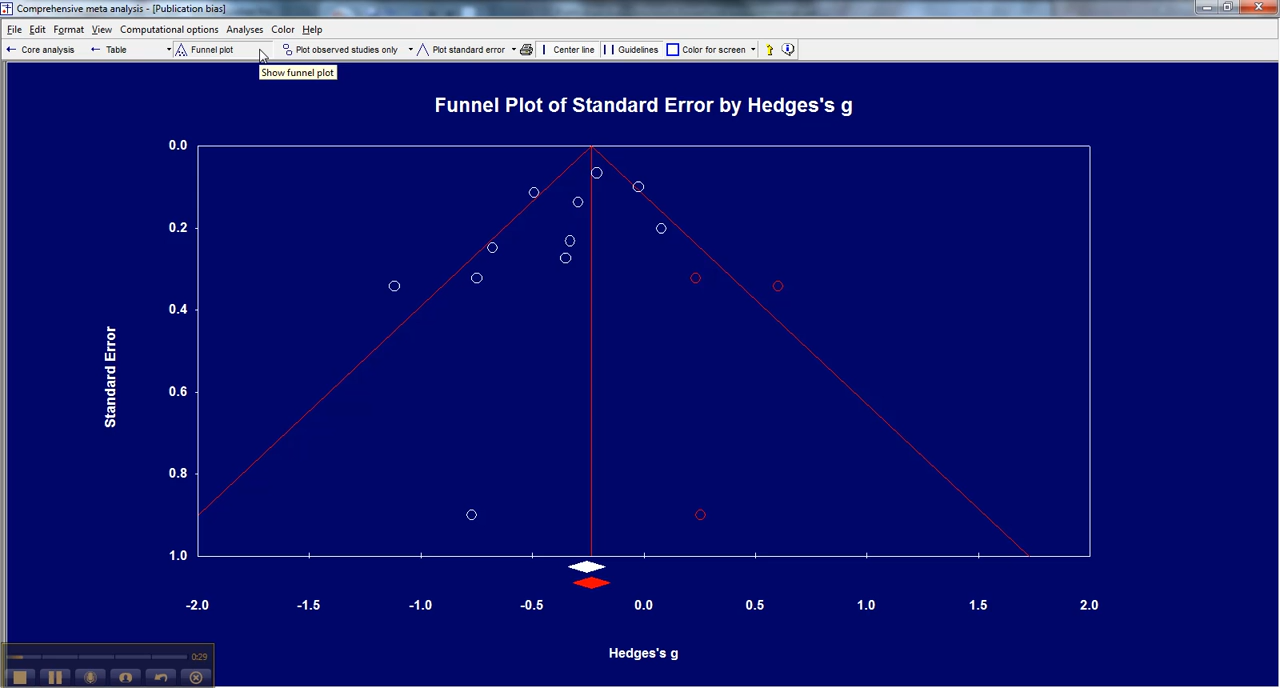 Comprehensive meta analysis - [Publication bias]
File Edit Format View Computational options Analyses Color Help
Core analysis Table Funnel plot Plot observed studies only Plot standard error Center line Guidelines Color for screen
Show funnel plot
Funnel Plot of Standard Error by Hedges's g
0.0
0.2
0.4
0.6
0.8
1.0
Standard Error
-2.0 -1.5 -1.0 -0.5 0.0 0.5 1.0 1.5 2.0
Hedges's g
0:29